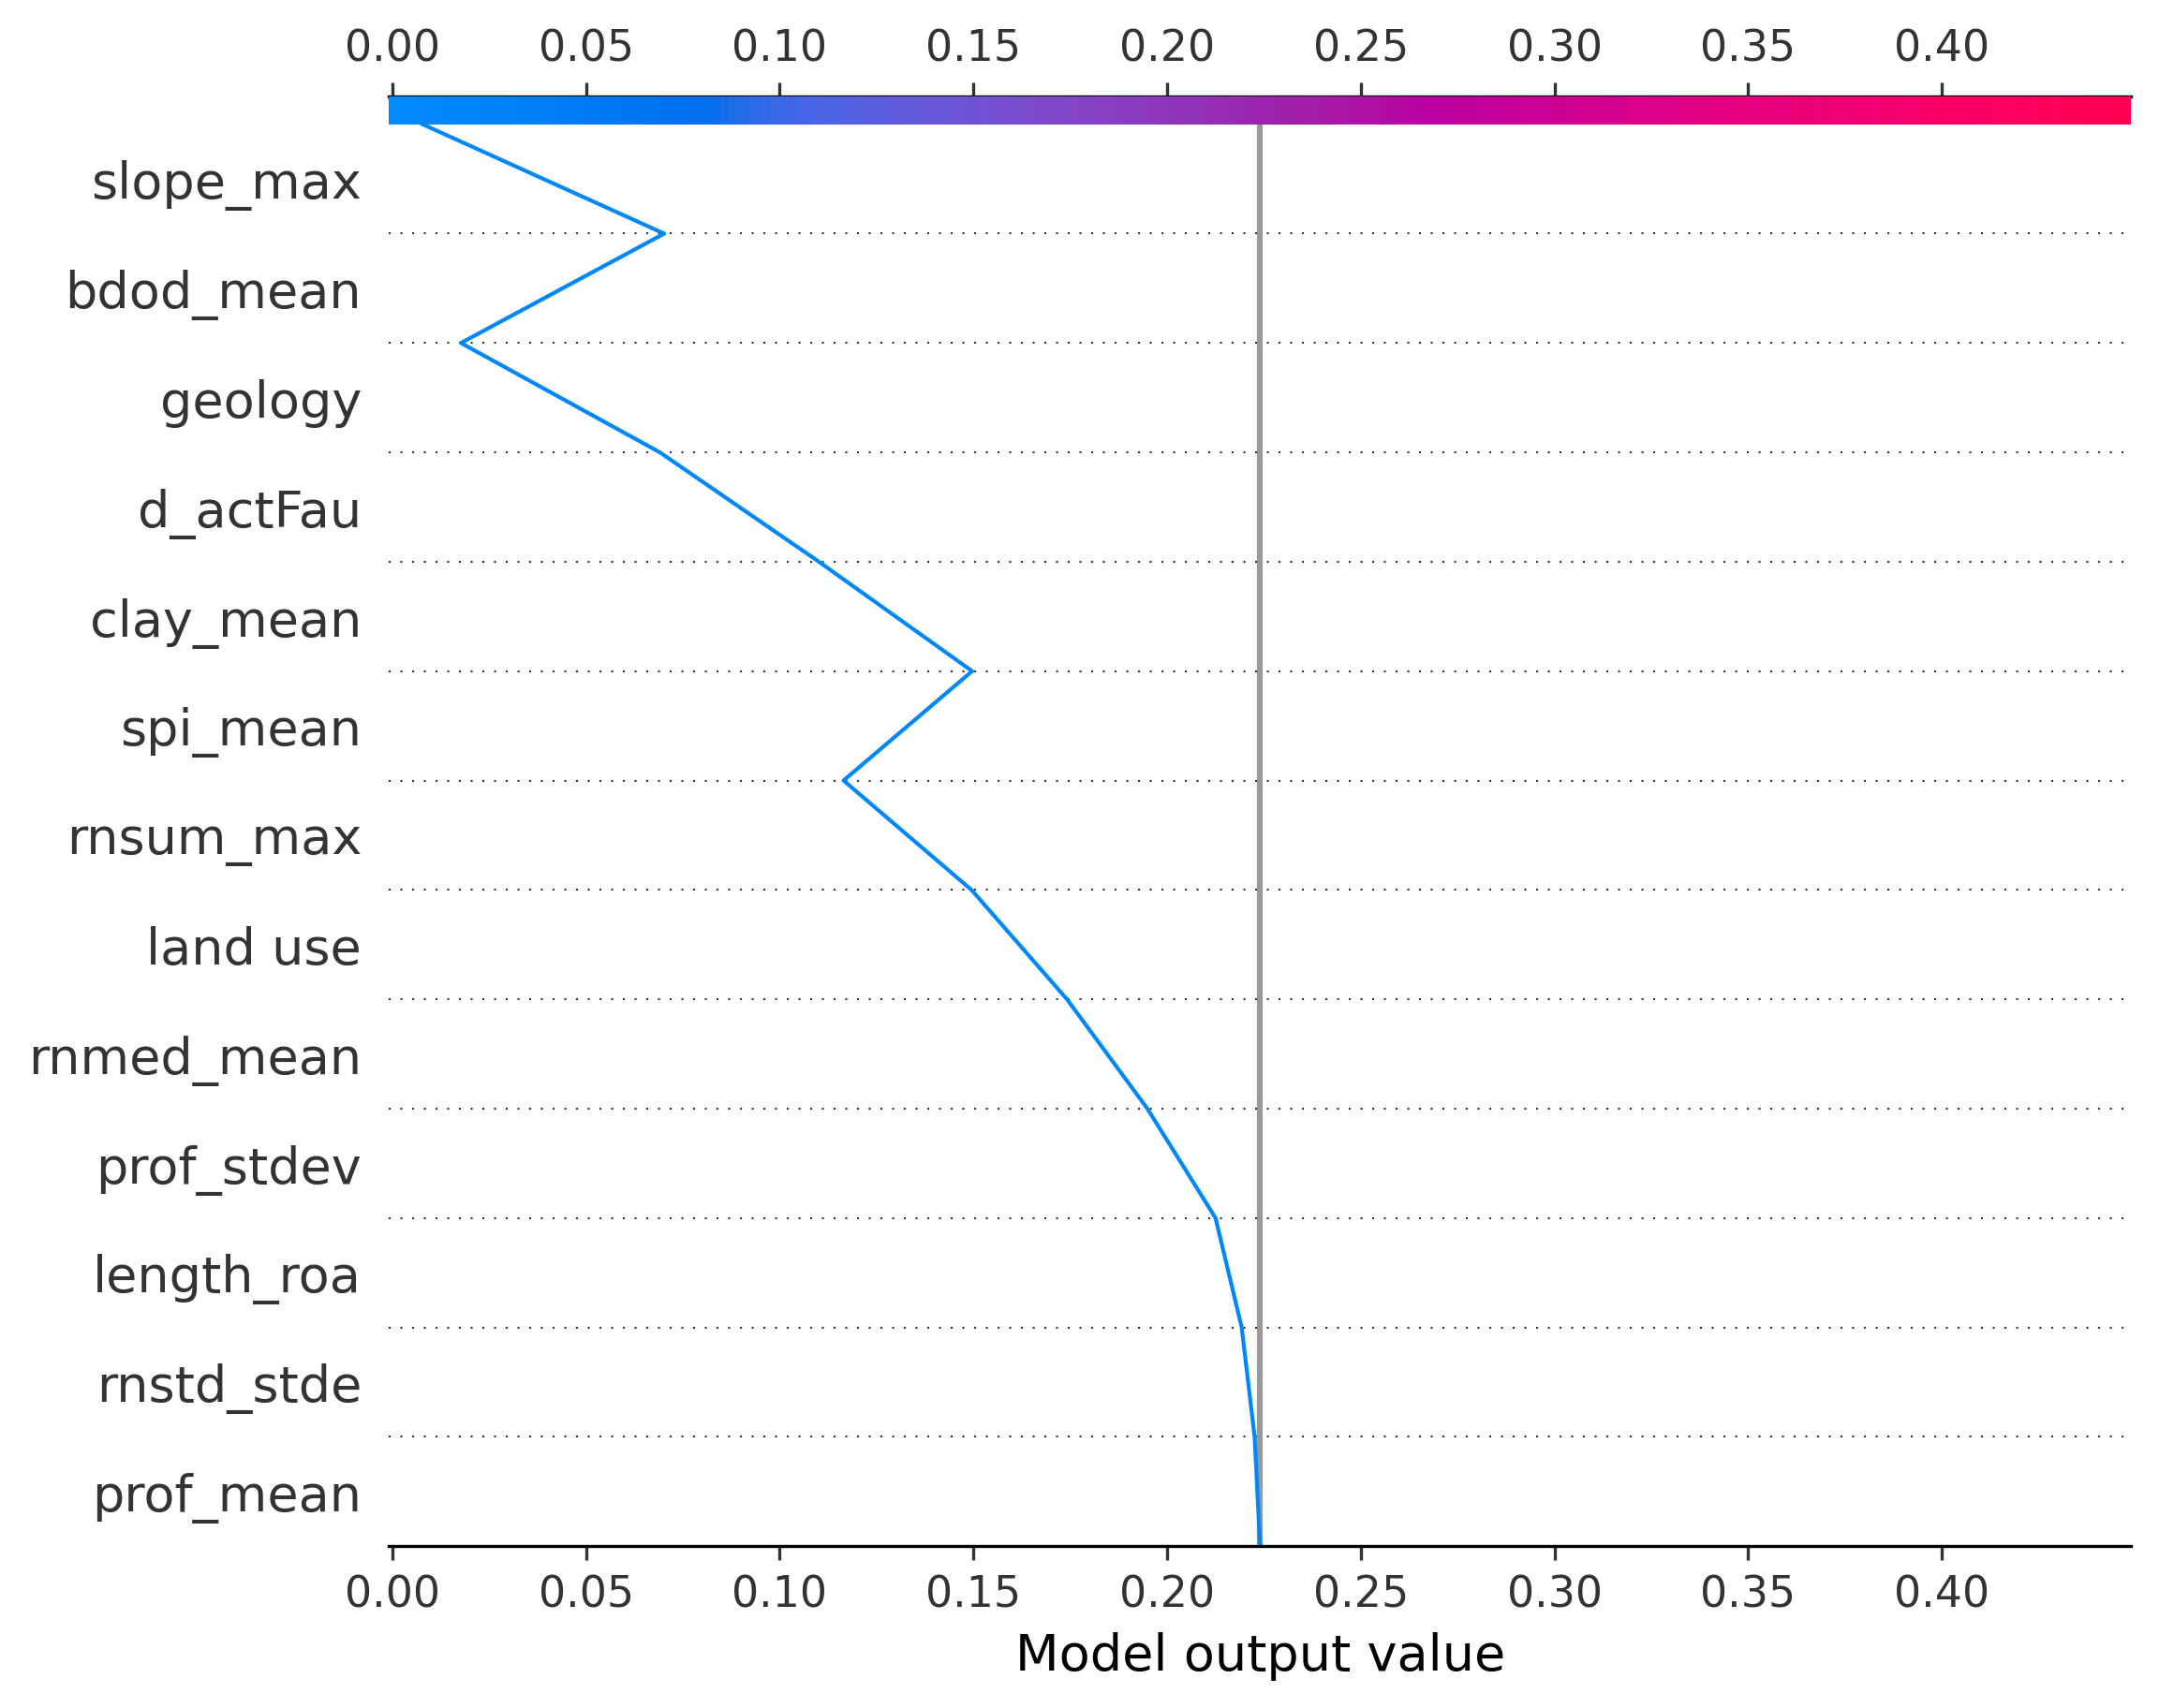 0.00 0.05 0.10 0.15 0.20 0.25 0.30 0.35 0.40
slope_max
bdod_mean
geology
d_actFau
clay_mean
spi_mean
rnsum_max
land use
rnmed_mean
prof_stdev
length_roa
rnstd_stde
prof_mean
0.00 0.05 0.10 0.15 0.20 0.25 0.30 0.35 0.40
Model output value